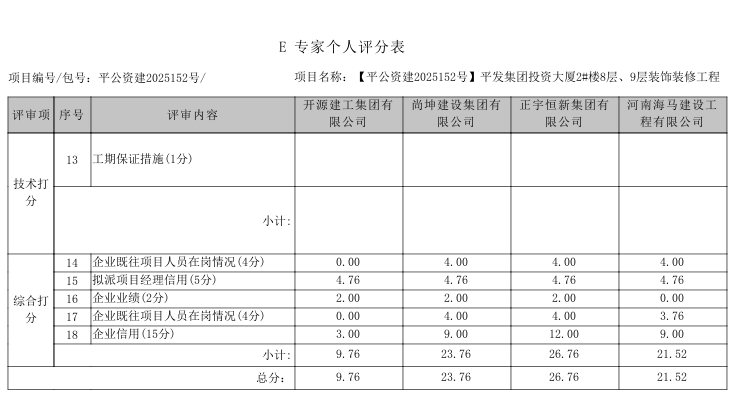 E 专家个人评分表
项目编号/包号: 平公资建2025152号/ 项目名称: 【平公资建2025152号】平发集团投资大厦2#楼8层、9层装饰装修工程
评审项 序号 评审内容 开源建工集团有限公司 尚坤建设集团有限公司 正宇恒新集团有限公司 河南海马建设工程有限公司
技术打分 13 工期保证措施(1分)
小计:
综合打分 14 企业既往项目人员在岗情况(4分) 0.00 4.00 4.00 4.00
15 拟派项目经理信用(5分) 4.76 4.76 4.76 4.76
16 企业业绩(2分) 2.00 2.00 2.00 0.00
17 企业既往项目人员在岗情况(4分) 0.00 4.00 4.00 3.76
18 企业信用(15分) 3.00 9.00 12.00 9.00
小计: 9.76 23.76 26.76 21.52
总分: 9.76 23.76 26.76 21.52